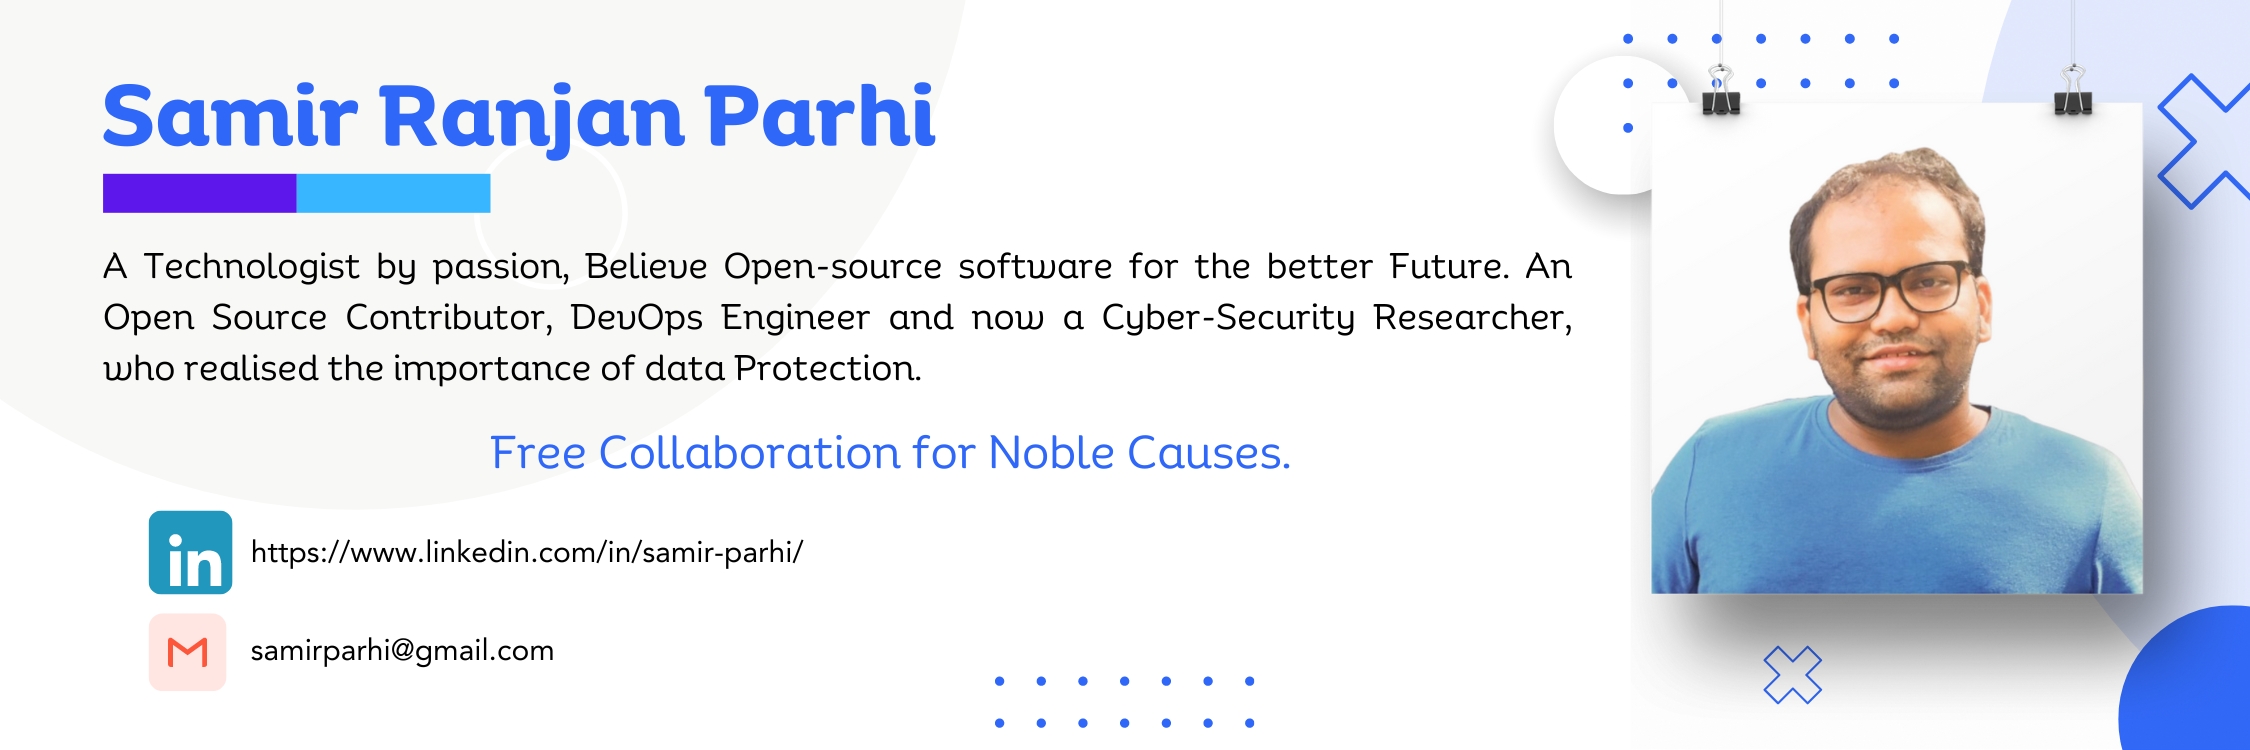 Samir Ranjan Parhi
A Technologist by passion, Believe Open-source software for the better Future. An
Open Source Contributor, DevOps Engineer and now a Cyber-Security Researcher,
who realised the importance of data Protection.
Free Collaboration for Noble Causes.
in https://www.linkedin.com/in/samir-parhi/
M samirparhi@gmail.com